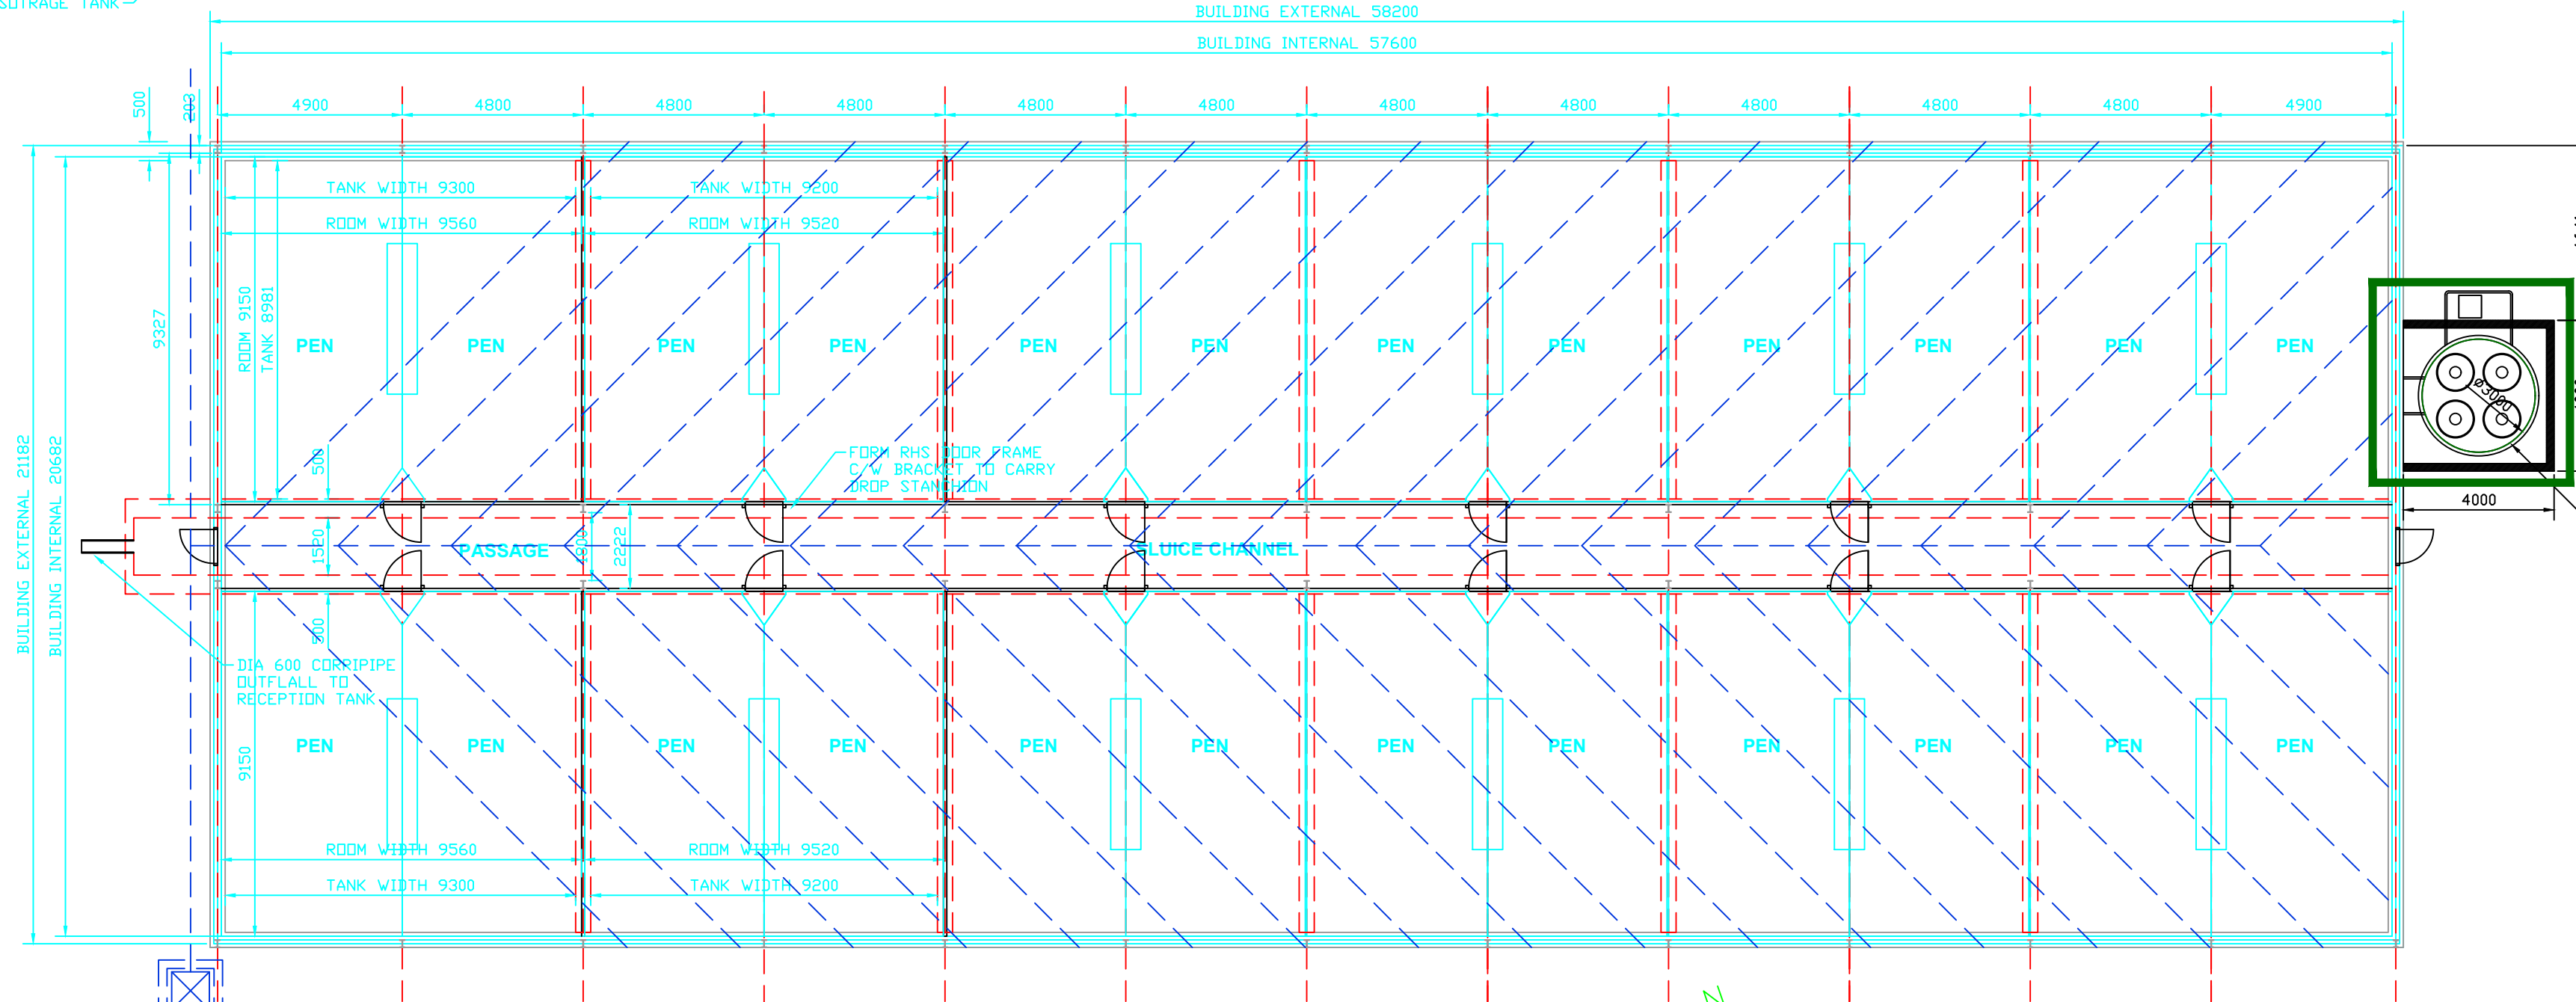 SOTRAGE TANK
BUILDING EXTERNAL 58200
BUILDING INTERNAL 57600
500
203
4900 4800 4800 4800 4800 4800 4800 4800 4800 4800 4800 4900
TANK WIDTH 9300 TANK WIDTH 9200
ROOM WIDTH 9560 ROOM WIDTH 9520
9327
ROOM 9150
TANK 8981
PEN PEN PEN PEN PEN PEN PEN PEN PEN PEN PEN PEN
Ø3000
4000
500
FORM RHS DOOR FRAME
C/W BRACKET TO CARRY
DROP STANCHION
BUILDING EXTERNAL 21182
BUILDING INTERNAL 20682
1520
PASSAGE
1800
2222
SLUICE CHANNEL
500
DIA 600 CORRIPIPE
OUTFLALL TO
RECEPTION TANK
9150
PEN PEN PEN PEN PEN PEN PEN PEN PEN PEN PEN PEN
ROOM WIDTH 9560 ROOM WIDTH 9520
TANK WIDTH 9300 TANK WIDTH 9200
N